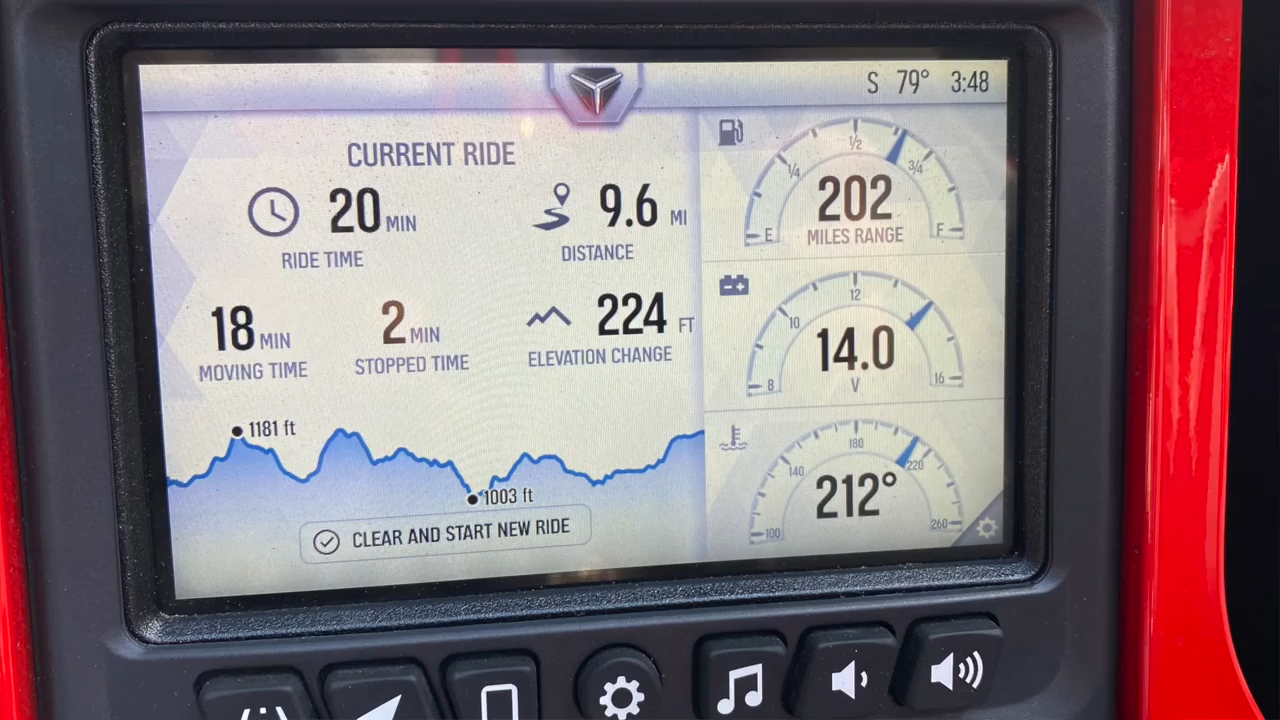 S 79° 3:48
CURRENT RIDE
20 MIN
RIDE TIME
9.6 MI
DISTANCE
18 MIN
MOVING TIME
2 MIN
STOPPED TIME
224 FT
ELEVATION CHANGE
1181 ft
1003 ft
CLEAR AND START NEW RIDE
E 1/4 1/2 3/4 F
202
MILES RANGE
8 10 12 16
14.0
V
100 140 180 220 260
212°